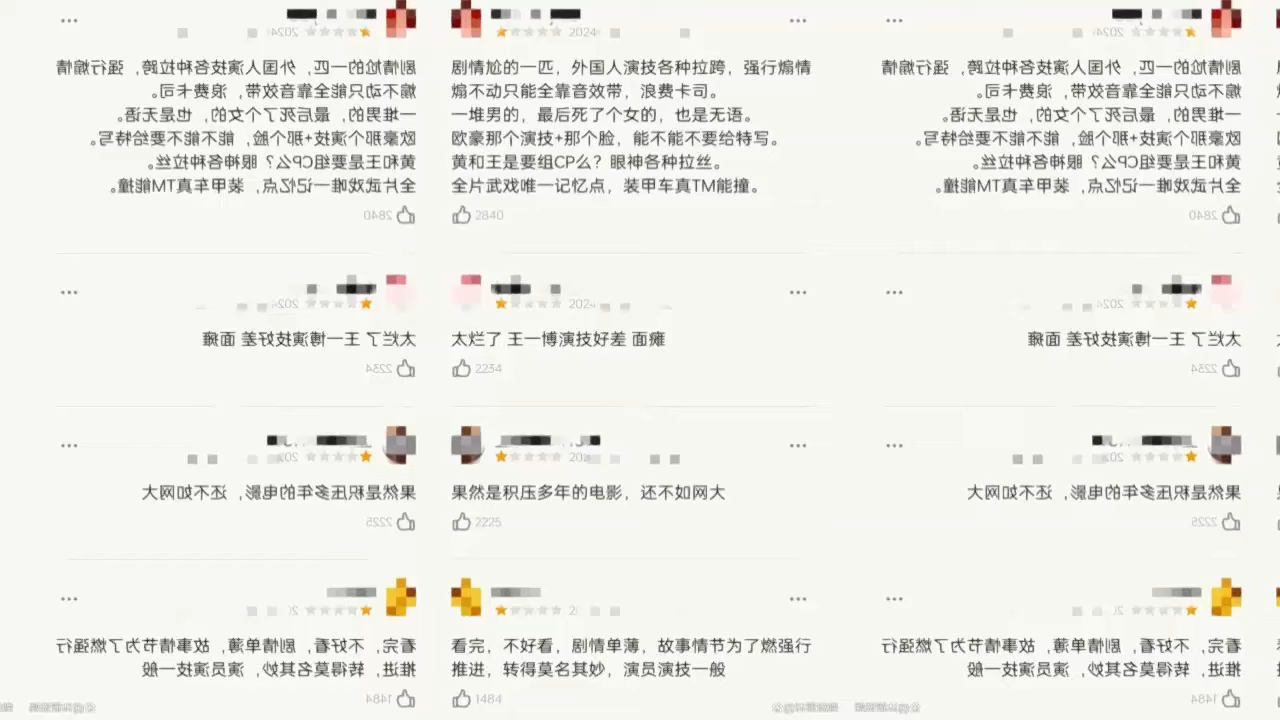 2024
剧情尬的一匹，外国人演技各种拉跨，强行煽情
煽不动只能全靠音效带，浪费卡司。
一堆男的，最后死了个女的，也是无语。
欧豪那个演技+那个脸，能不能不要给特写。
黄和王是要组CP么？眼神各种拉丝。
全片武戏唯一记忆点，装甲车真TM能撞。
2840
2024
太烂了 王一博演技好差 面瘫
2234
202
果然是积压多年的电影，还不如网大
2225
2
看完，不好看，剧情单薄，故事情节为了燃强行
推进，转得莫名其妙，演员演技一般
1484